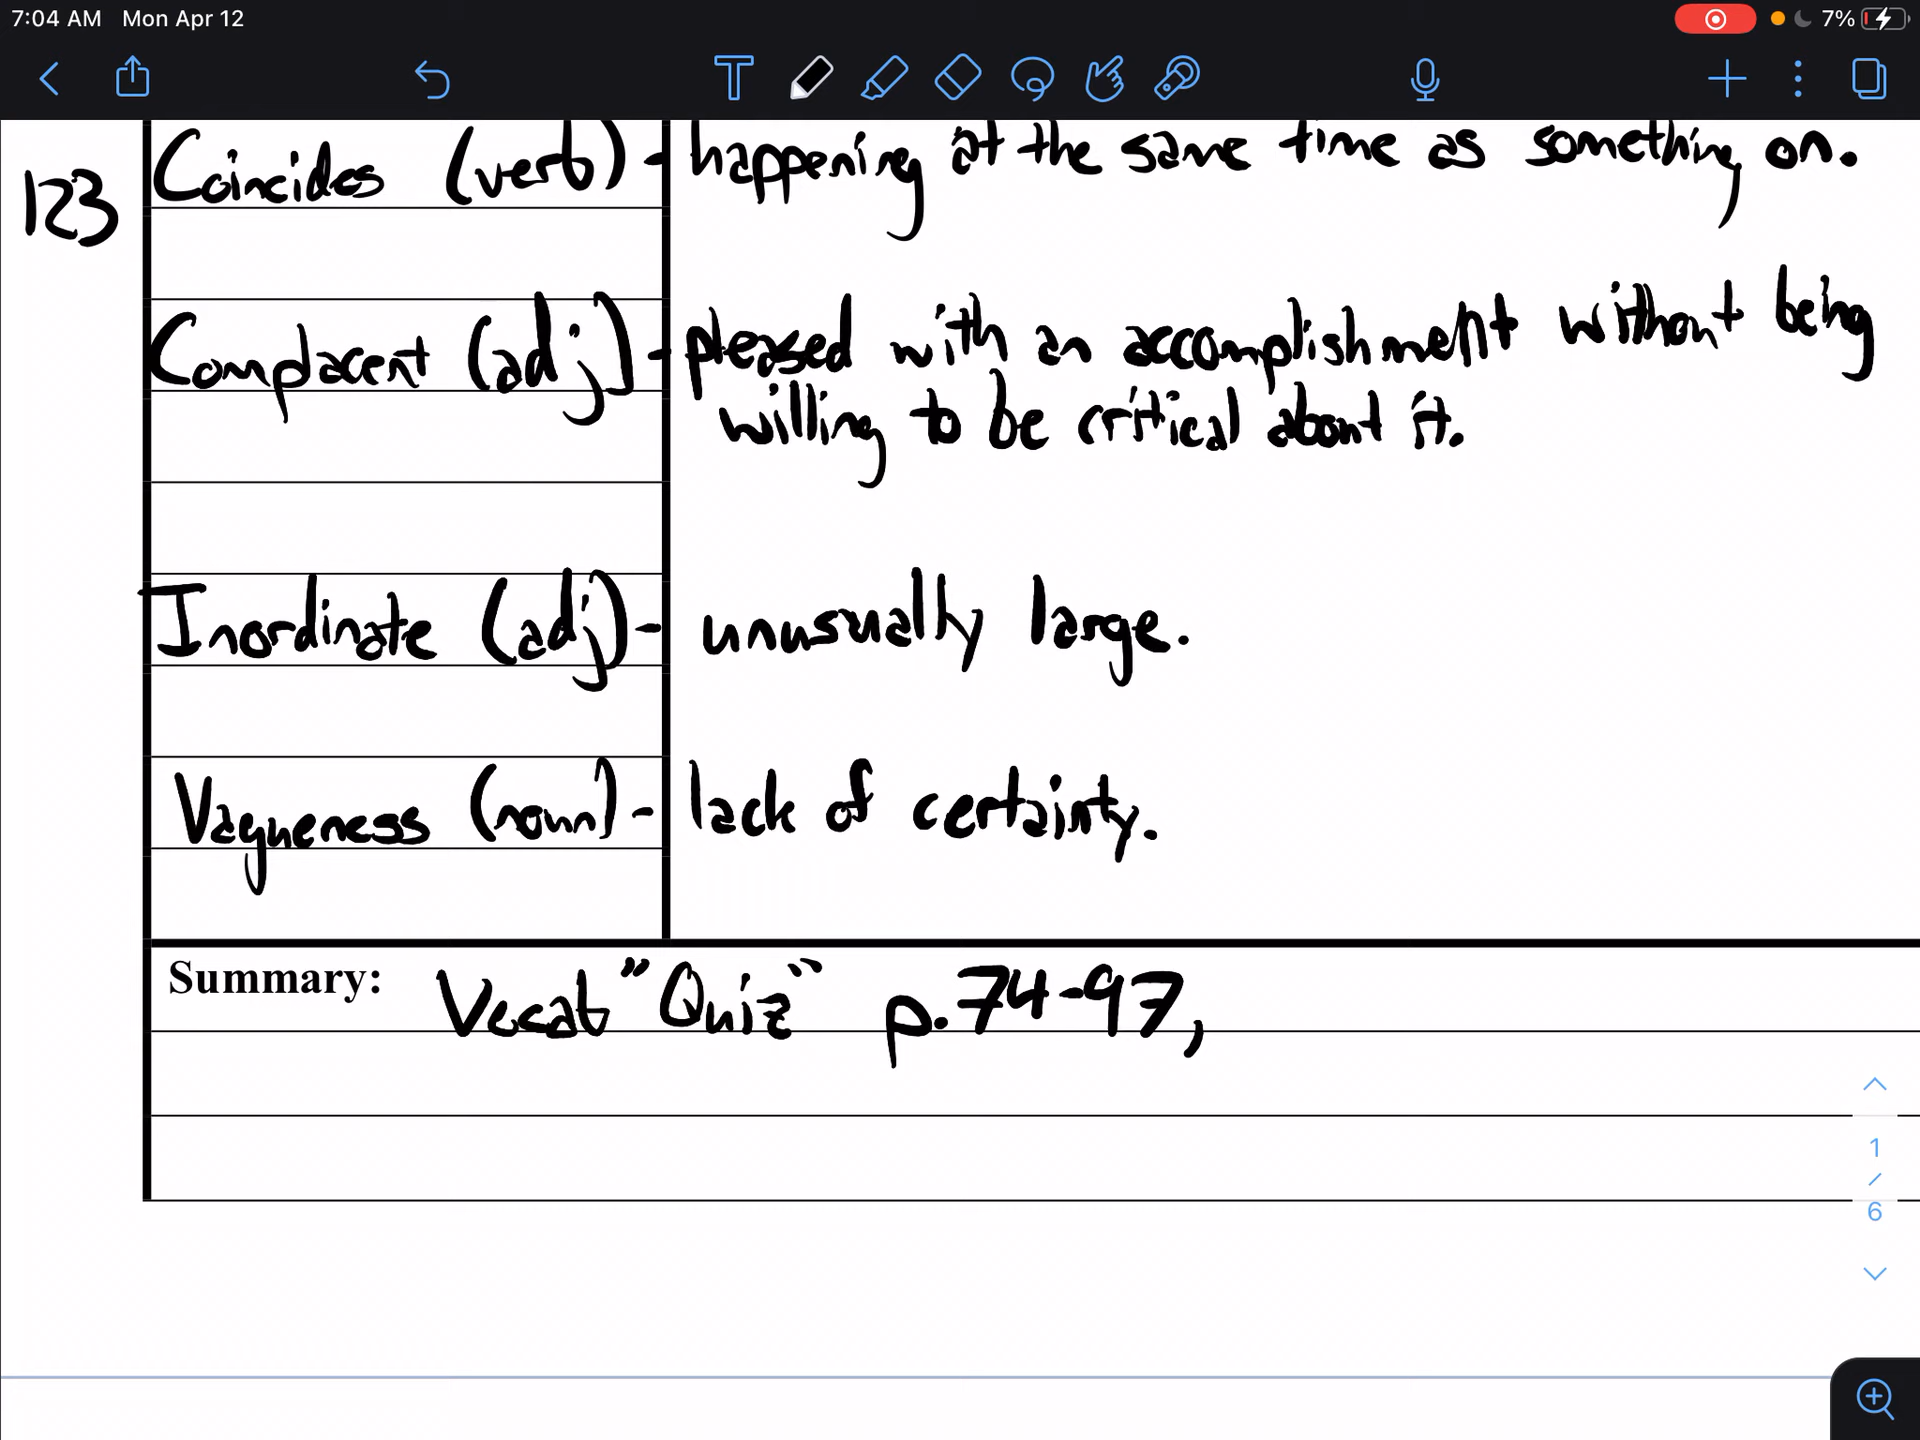 7:04 AM Mon Apr 12
7%
123
Coincides (verb) - happening at the same time as something on.
Complacent (adj) - pleased with an accomplishment without being
willing to be critical about it.
Inordinate (adj) - unusually large.
Vagueness (noun) - lack of certainty.
Summary: Vocab "Quiz" p.74-97,
1
/
6